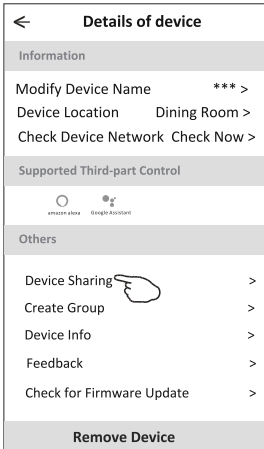 ← Details of device
Information
Modify Device Name *** >
Device Location Dining Room >
Check Device Network Check Now >
Supported Third-part Control
amazon alexa Google Assistant
Others
Device Sharing >
Create Group >
Device Info >
Feedback >
Check for Firmware Update >
Remove Device